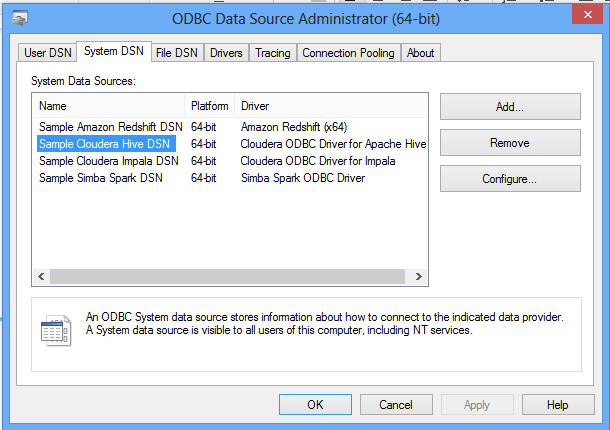 ODBC Data Source Administrator (64-bit)
User DSN System DSN File DSN Drivers Tracing Connection Pooling About
System Data Sources:
Name Platform Driver
Sample Amazon Redshift DSN 64-bit Amazon Redshift (x64)
Sample Cloudera Hive DSN 64-bit Cloudera ODBC Driver for Apache Hive
Sample Cloudera Impala DSN 64-bit Cloudera ODBC Driver for Impala
Sample Simba Spark DSN 64-bit Simba Spark ODBC Driver
Add...
Remove
Configure...
An ODBC System data source stores information about how to connect to the indicated data provider.
A System data source is visible to all users of this computer, including NT services.
OK Cancel Apply Help